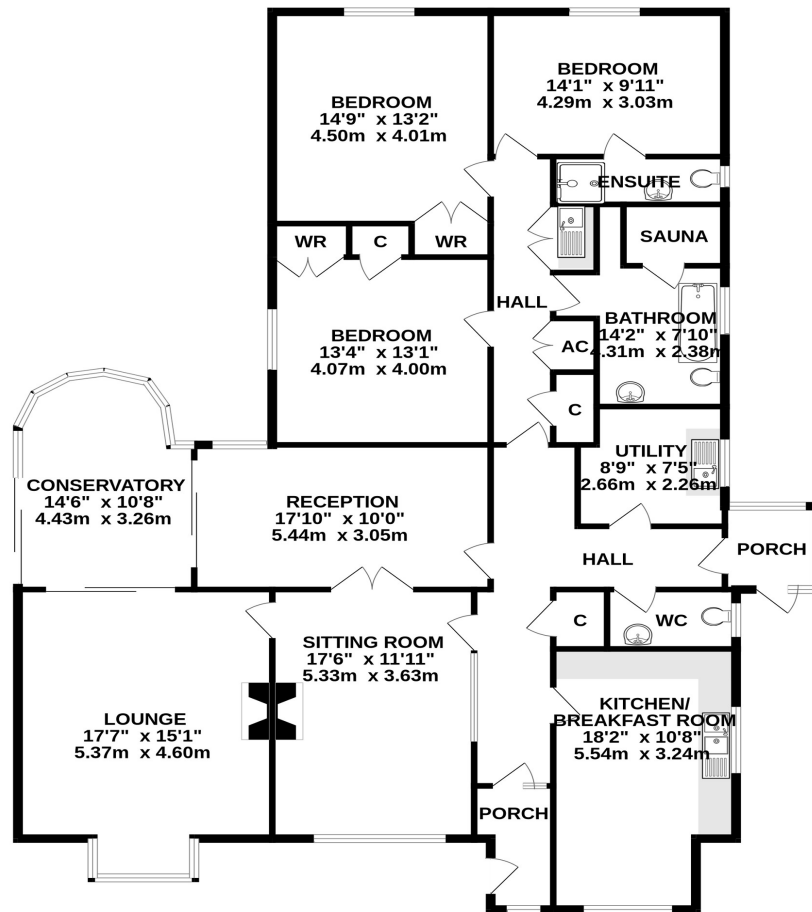 BEDROOM
14'9" x 13'2"
4.50m x 4.01m
BEDROOM
14'1" x 9'11"
4.29m x 3.03m
ENSUITE
WR
C
WR
SAUNA
BEDROOM
13'4" x 13'1"
4.07m x 4.00m
HALL
BATHROOM
14'2" x 7'10"
4.31m x 2.38m
AC
C
CONSERVATORY
14'6" x 10'8"
4.43m x 3.26m
RECEPTION
17'10" x 10'0"
5.44m x 3.05m
UTILITY
8'9" x 7'5"
2.66m x 2.26m
HALL
PORCH
C
WC
SITTING ROOM
17'6" x 11'11"
5.33m x 3.63m
LOUNGE
17'7" x 15'1"
5.37m x 4.60m
KITCHEN/
BREAKFAST ROOM
18'2" x 10'8"
5.54m x 3.24m
PORCH